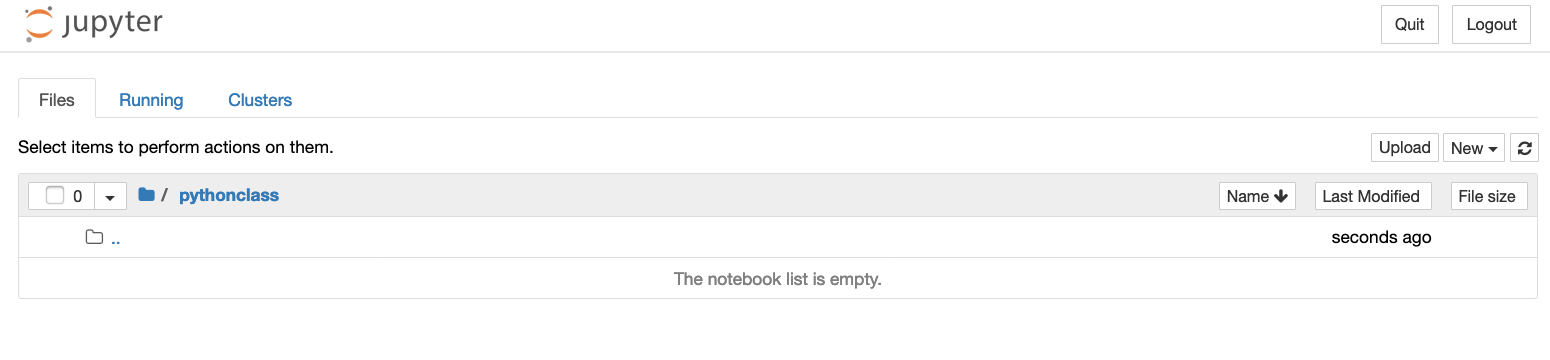 jupyter Quit Logout
Files Running Clusters
Select items to perform actions on them. Upload New
0 / pythonclass Name Last Modified File size
.. seconds ago
The notebook list is empty.